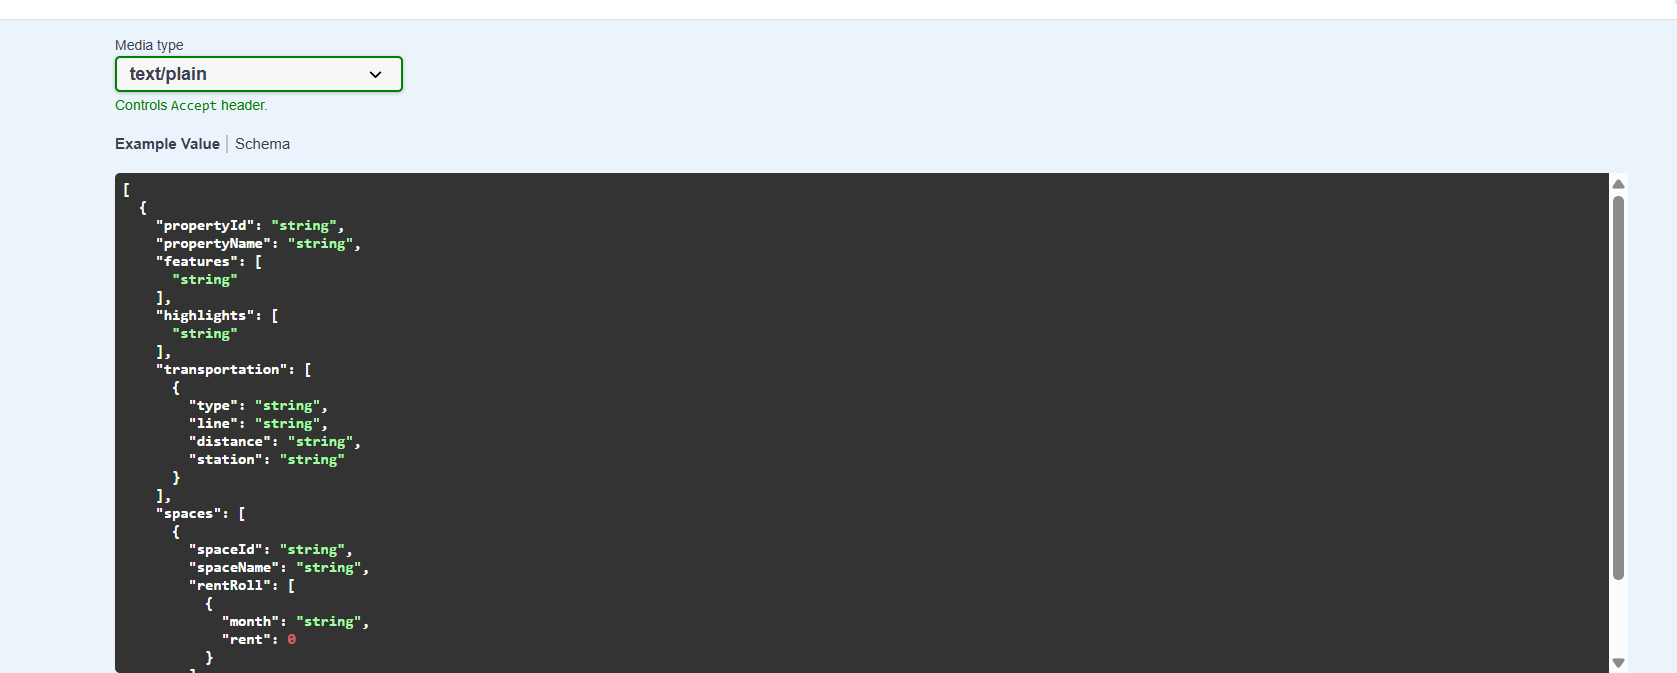 Media type
text/plain
Controls Accept header.
Example Value | Schema
[
  {
    "propertyId": "string",
    "propertyName": "string",
    "features": [
      "string"
    ],
    "highlights": [
      "string"
    ],
    "transportation": [
      {
        "type": "string",
        "line": "string",
        "distance": "string",
        "station": "string"
      }
    ],
    "spaces": [
      {
        "spaceId": "string",
        "spaceName": "string",
        "rentRoll": [
          {
            "month": "string",
            "rent": 0
          }